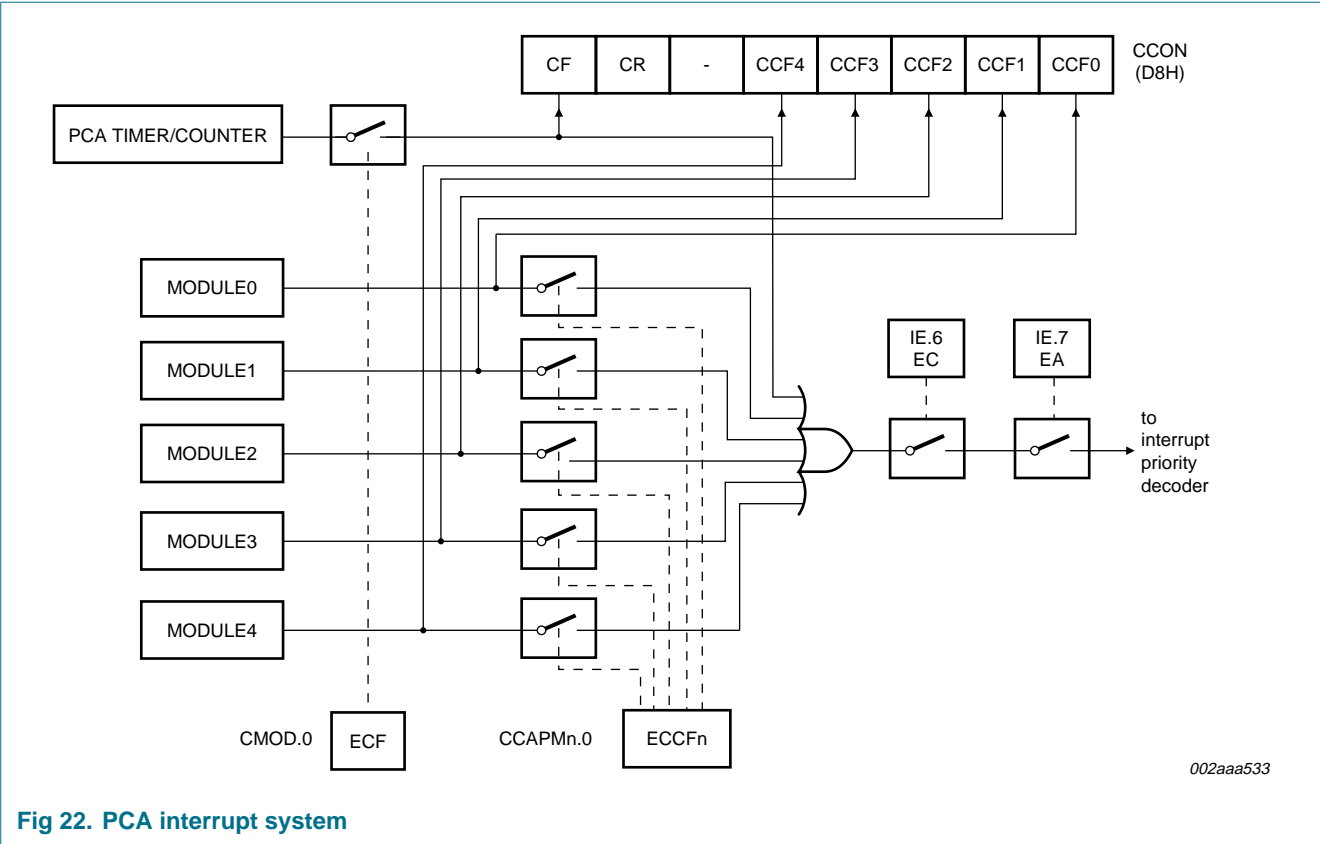 CF CR - CCF4 CCF3 CCF2 CCF1 CCF0
CCON
(D8H)
PCA TIMER/COUNTER
MODULE0
MODULE1
MODULE2
MODULE3
MODULE4
IE.6
EC
IE.7
EA
to
interrupt
priority
decoder
CMOD.0
ECF
CCAPMn.0
ECCFn
002aaa533
Fig 22. PCA interrupt system